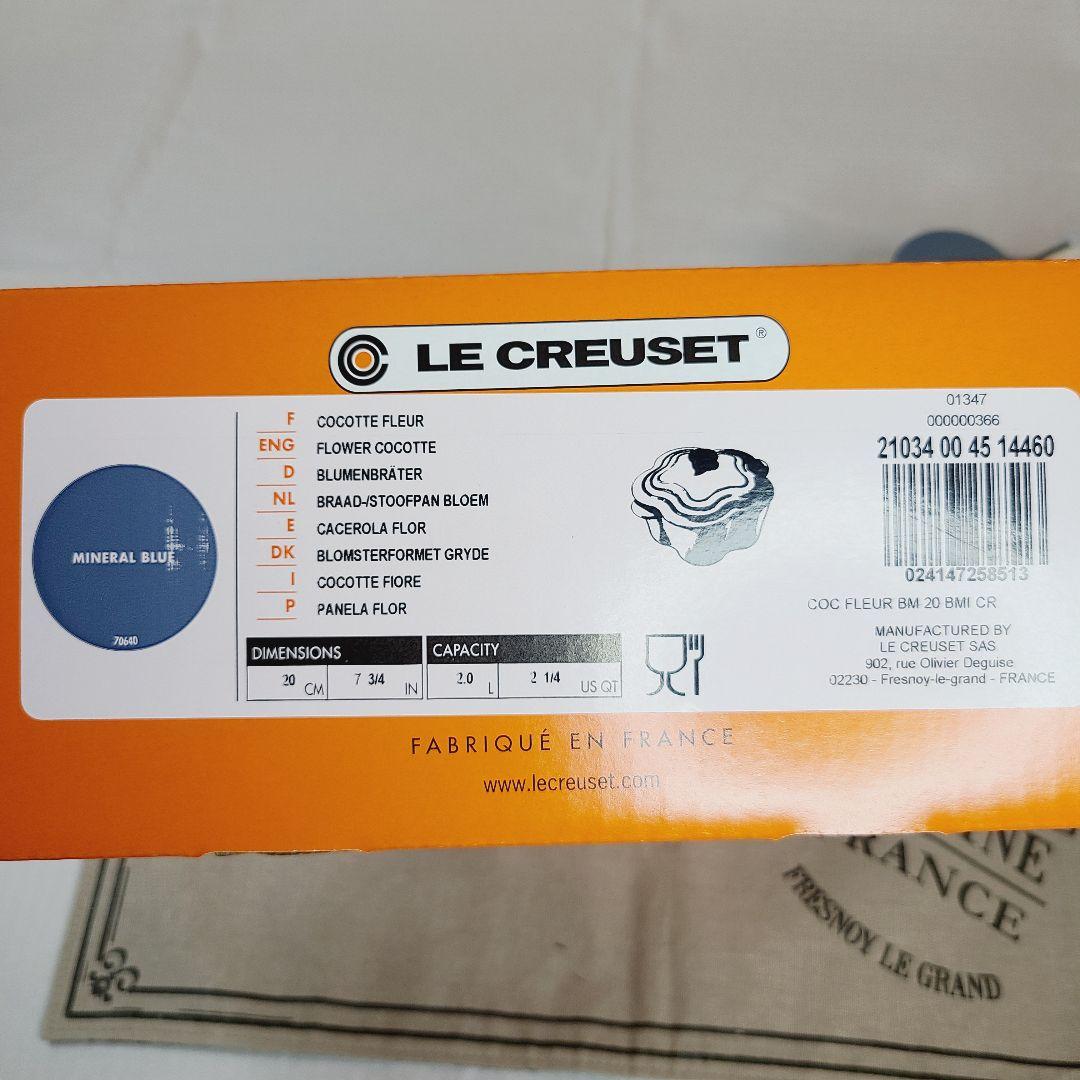 LE CREUSET ®
F COCOTTE FLEUR
ENG FLOWER COCOTTE
D BLUMENBRÄTER
NL BRAAD-/STOOFPAN BLOEM
E CACEROLA FLOR
DK BLOMSTERFORMET GRYDE
I COCOTTE FIORE
P PANELA FLOR
MINERAL BLUE
70640
DIMENSIONS
20 CM 7 3/4 IN
CAPACITY
2.0 L 2 1/4 US QT
01347
000000366
21034 00 45 14460
024147258513
COC FLEUR BM 20 BMI CR
MANUFACTURED BY
LE CREUSET SAS
902, rue Olivier Deguise
02230 - Fresnoy-le-grand - FRANCE
FABRIQUÉ EN FRANCE
www.lecreuset.com
FRANCE
FRESNOY LE GRAND